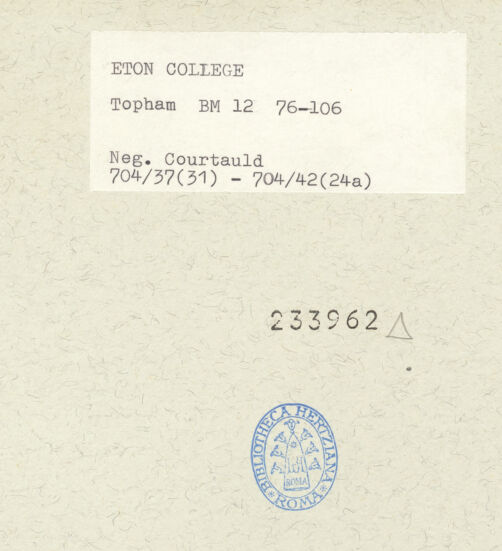 ETON COLLEGE
Topham BM 12 76-106
Neg. Courtauld
704/37(31) - 704/42(24a)
233962
BIBLIOTHECA HERTZIANA
ROMA
* ROMA *